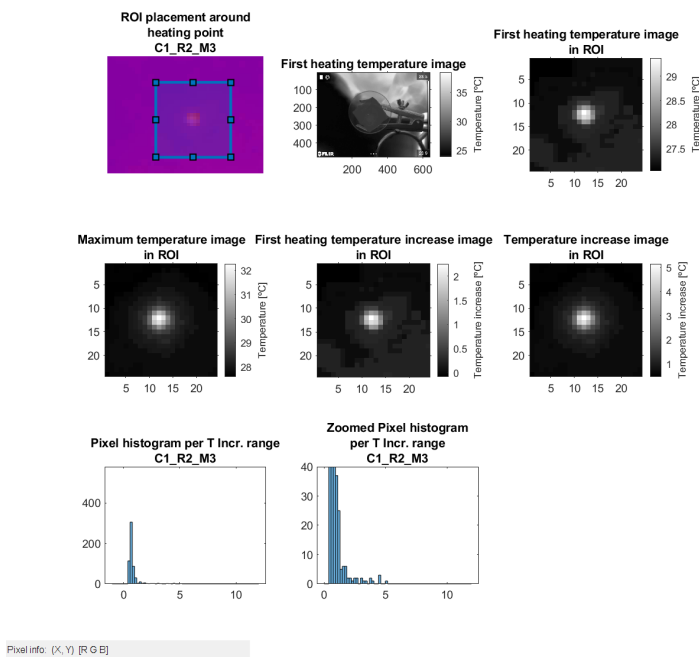 ROI placement around
heating point
C1_R2_M3
First heating temperature image
100
200
300
400
200 400 600
35
30
25
Temperature [ºC]
First heating temperature image
in ROI
5
10
15
20
5 10 15 20
29
28.5
28
27.5
Temperature [ºC]
Maximum temperature image
in ROI
5
10
15
20
5 10 15 20
32
31
30
29
28
Temperature [ºC]
First heating temperature increase image
in ROI
5
10
15
20
5 10 15 20
2
1.5
1
0.5
0
Temperature increase [ºC]
Temperature increase image
in ROI
5
10
15
20
5 10 15 20
5
4
3
2
1
Temperature increase [ºC]
Pixel histogram per T Incr. range
C1_R2_M3
400
200
0
0 5 10
Zoomed Pixel histogram
per T Incr. range
C1_R2_M3
40
30
20
10
0
0 5 10
Pixel info: (X, Y) [R G B]